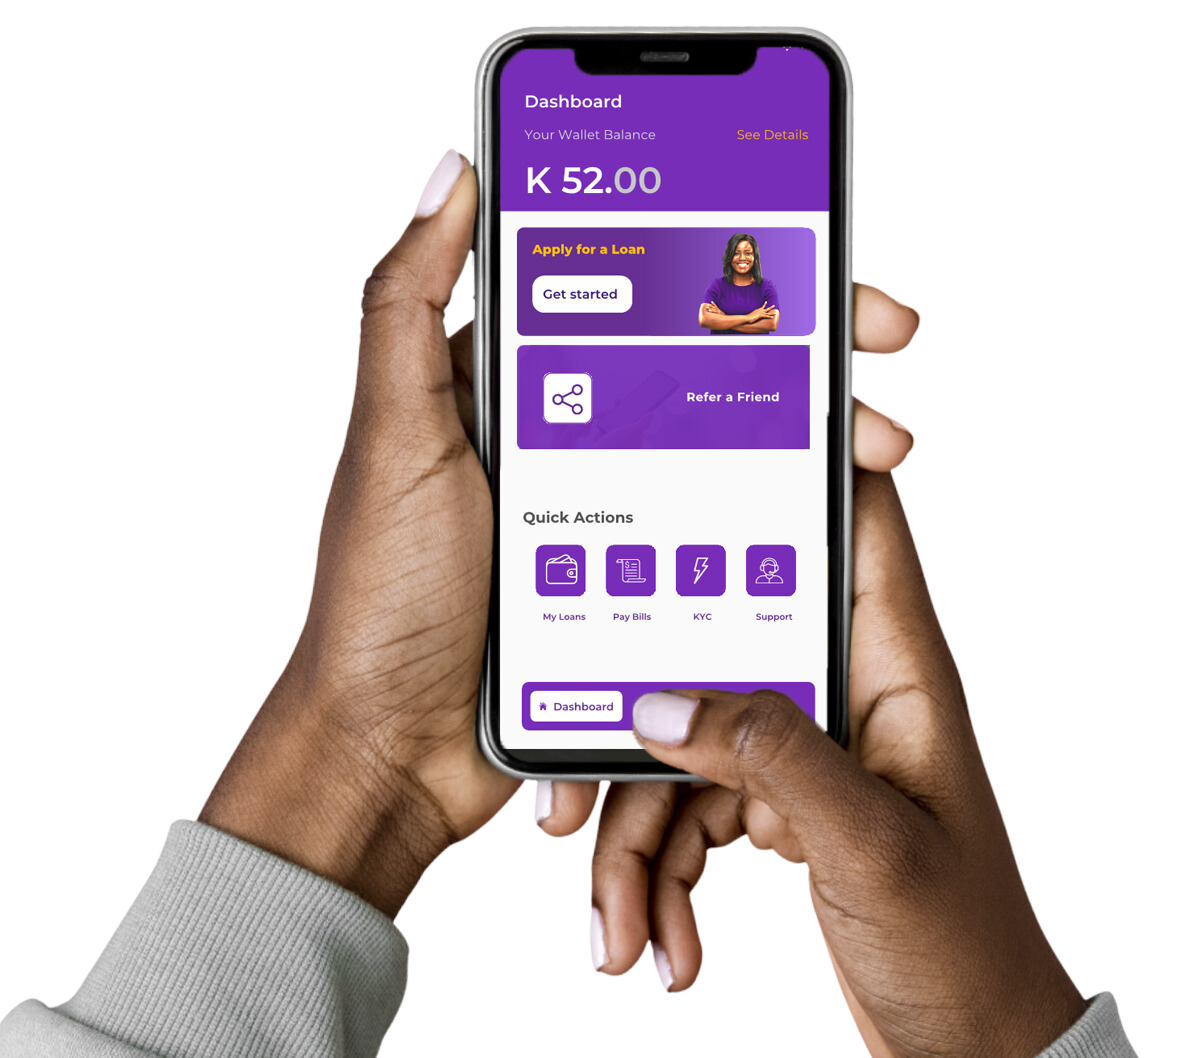 Dashboard
Your Wallet Balance See Details
K 52.00
Apply for a Loan
Get started
Refer a Friend
Quick Actions
My Loans Pay Bills KYC Support
Dashboard